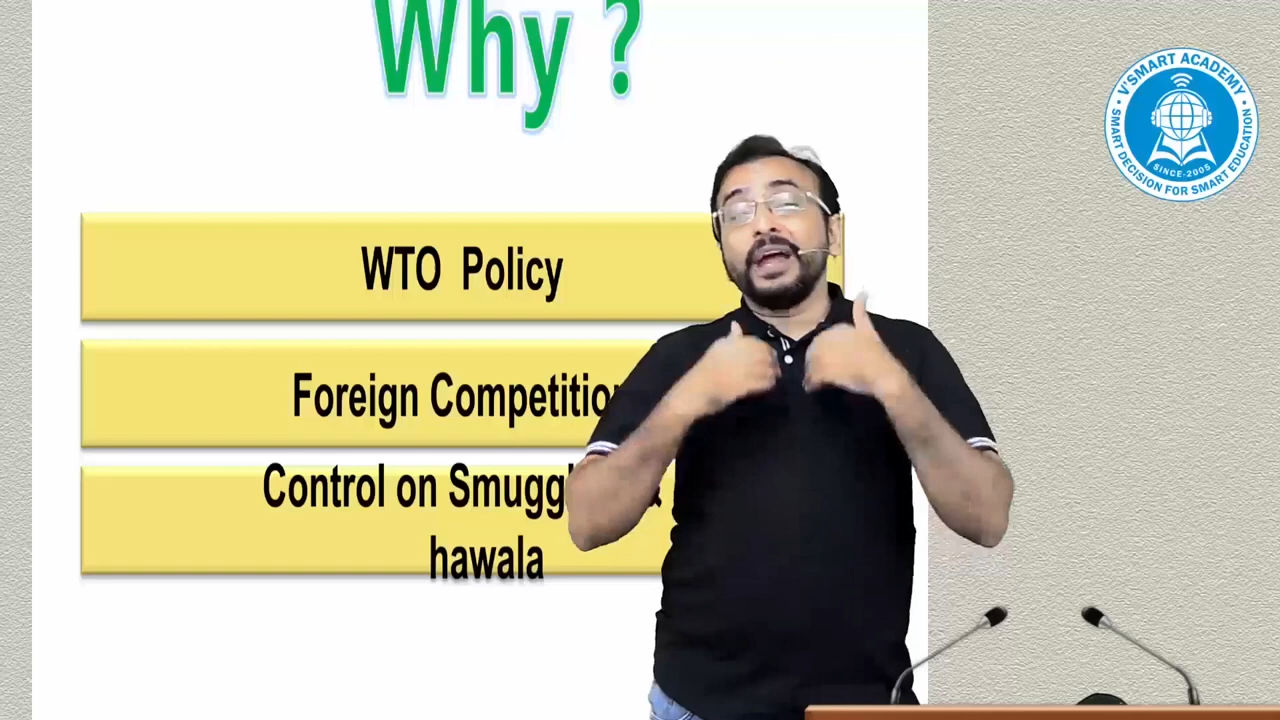 Why ?
V'SMART ACADEMY
SMART DECISION FOR SMART EDUCATION
SINCE-2005
WTO Policy
Foreign
Control on
hawala